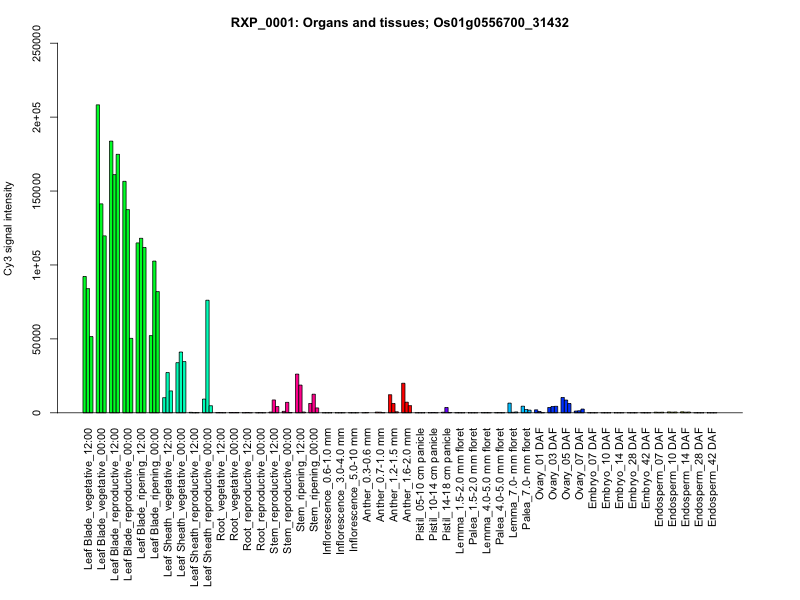 RXP_0001: Organs and tissues; Os01g0556700_31432
Cy3 signal intensity
250000
2e+05
150000
1e+05
50000
0
Leaf Blade_vegetative_12:00
Leaf Blade_vegetative_00:00
Leaf Blade_reproductive_12:00
Leaf Blade_reproductive_00:00
Leaf Blade_ripening_12:00
Leaf Blade_ripening_00:00
Leaf Sheath_vegetative_12:00
Leaf Sheath_vegetative_00:00
Leaf Sheath_reproductive_12:00
Leaf Sheath_reproductive_00:00
Root_vegetative_12:00
Root_vegetative_00:00
Root_reproductive_12:00
Root_reproductive_00:00
Stem_reproductive_12:00
Stem_reproductive_00:00
Stem_ripening_12:00
Stem_ripening_00:00
Inflorescence_0.6-1.0 mm
Inflorescence_3.0-4.0 mm
Inflorescence_5.0-10 mm
Anther_0.3-0.6 mm
Anther_0.7-1.0 mm
Anther_1.2-1.5 mm
Anther_1.6-2.0 mm
Pistil_05-10 cm panicle
Pistil_10-14 cm panicle
Pistil_14-18 cm panicle
Lemma_1.5-2.0 mm floret
Palea_1.5-2.0 mm floret
Lemma_4.0-5.0 mm floret
Palea_4.0-5.0 mm floret
Lemma_7.0- mm floret
Palea_7.0- mm floret
Ovary_01 DAF
Ovary_03 DAF
Ovary_05 DAF
Ovary_07 DAF
Embryo_07 DAF
Embryo_10 DAF
Embryo_14 DAF
Embryo_28 DAF
Embryo_42 DAF
Endosperm_07 DAF
Endosperm_10 DAF
Endosperm_14 DAF
Endosperm_28 DAF
Endosperm_42 DAF